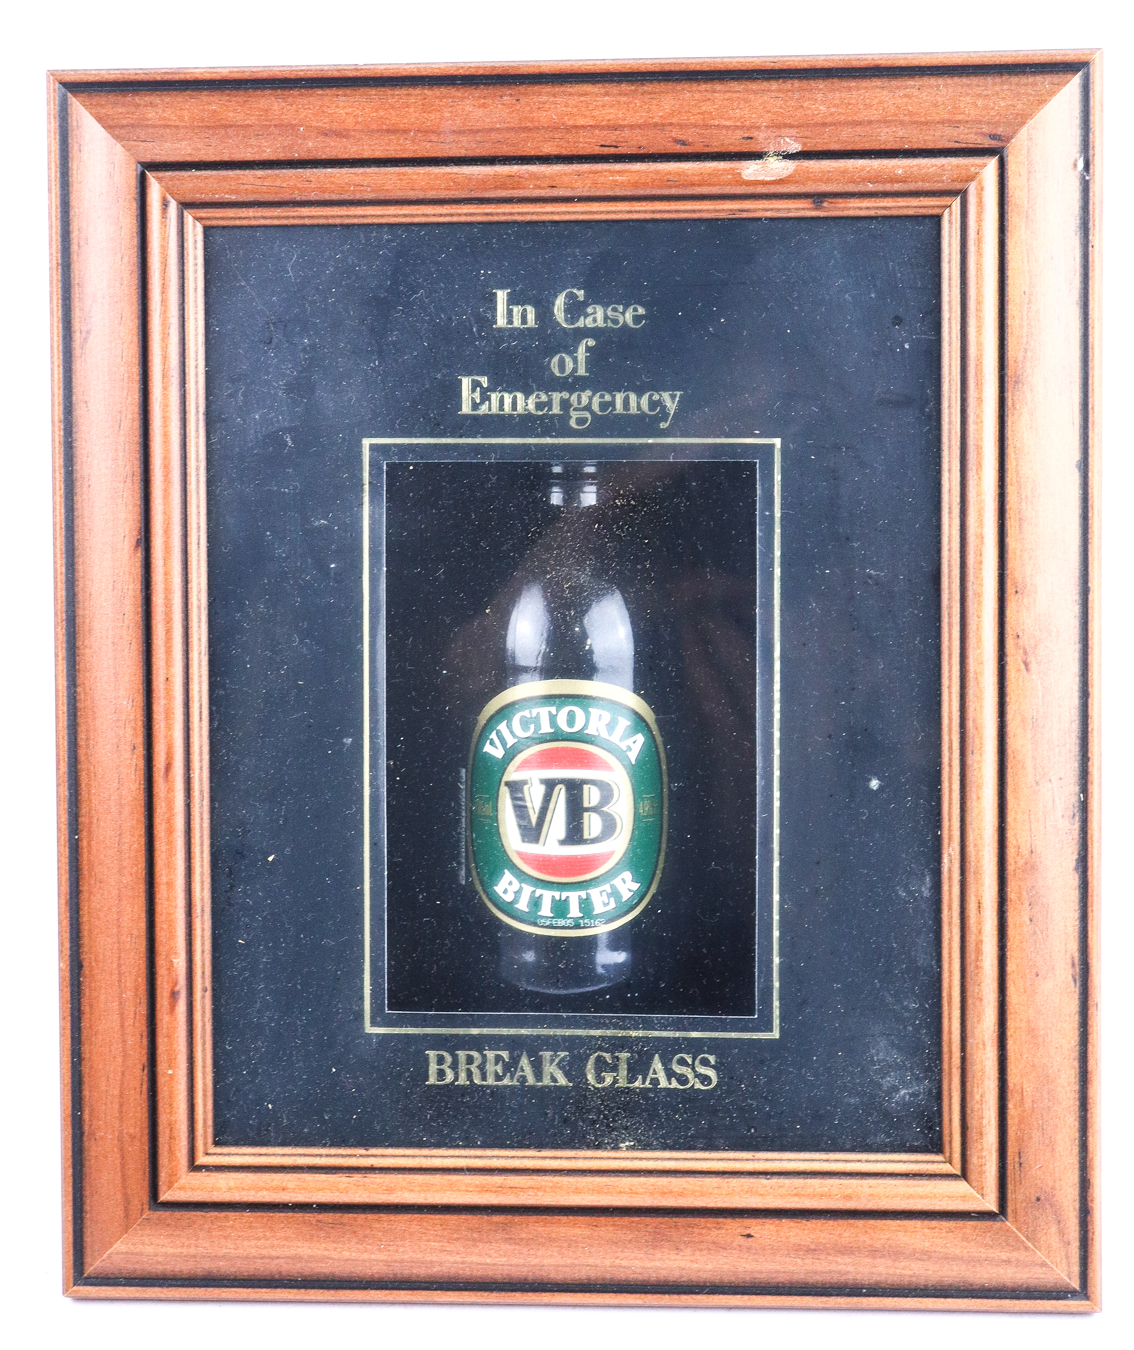 In Case
of
Emergency
VICTORIA
VB
BITTER
BREAK GLASS